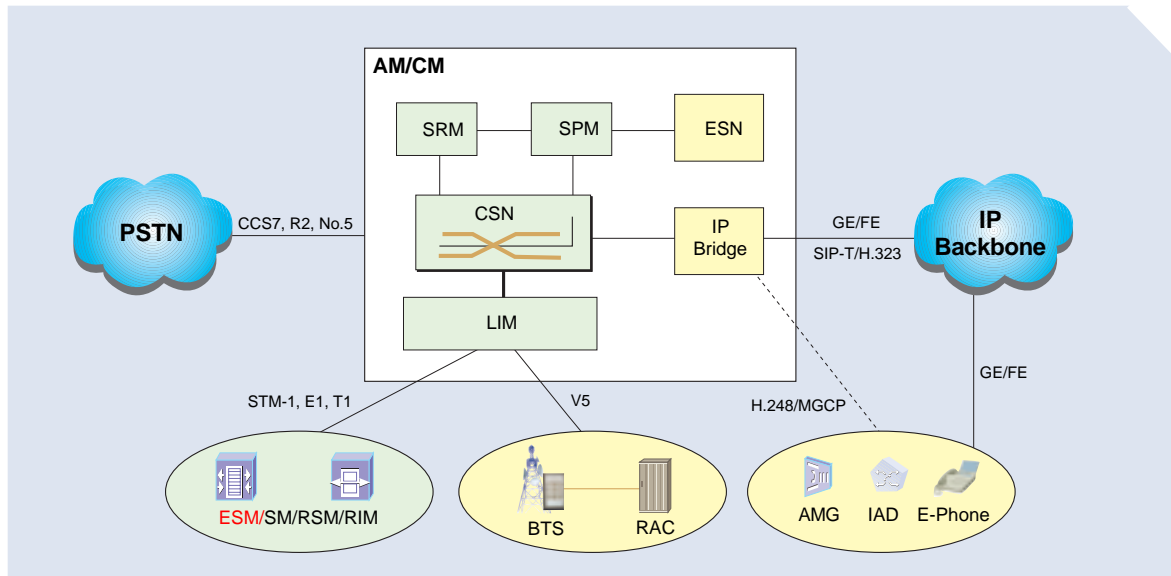 AM/CM
SRM
SPM
ESN
CSN
IP
Bridge
LIM
PSTN
CCS7, R2, No.5
GE/FE
SIP-T/H.323
IP
Backbone
GE/FE
STM-1, E1, T1
V5
H.248/MGCP
ESM/SM/RSM/RIM
BTS
RAC
AMG
IAD
E-Phone